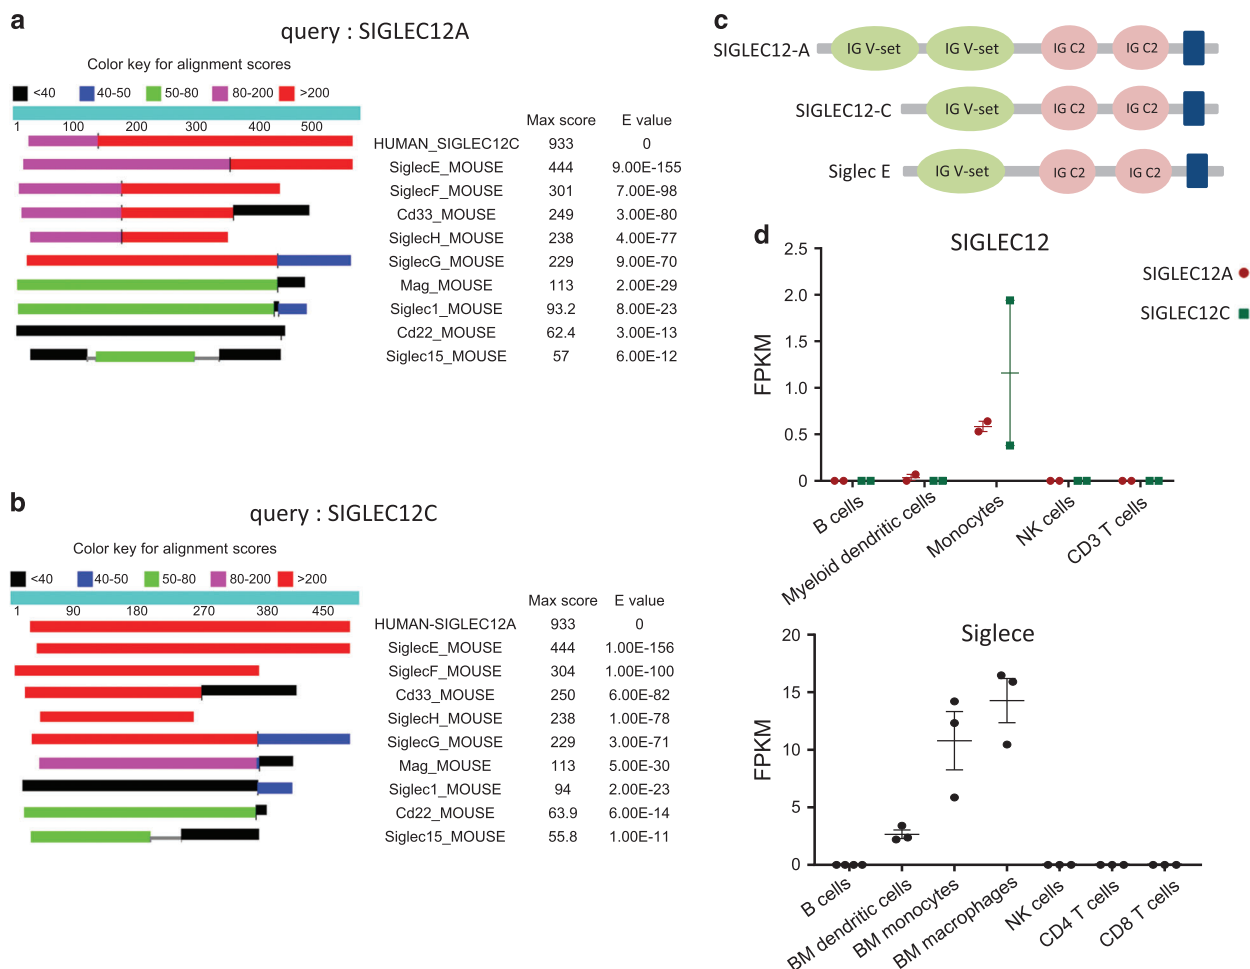 a
query : SIGLEC12A
Color key for alignment scores
<40 40-50 50-80 80-200 >200
1 100 200 300 400 500
Max score E value
HUMAN_SIGLEC12C 933 0
SiglecE_MOUSE 444 9.00E-155
SiglecF_MOUSE 301 7.00E-98
Cd33_MOUSE 249 3.00E-80
SiglecH_MOUSE 238 4.00E-77
SiglecG_MOUSE 229 9.00E-70
Mag_MOUSE 113 2.00E-29
Siglec1_MOUSE 93.2 8.00E-23
Cd22_MOUSE 62.4 3.00E-13
Siglec15_MOUSE 57 6.00E-12
b
query : SIGLEC12C
Color key for alignment scores
<40 40-50 50-80 80-200 >200
1 90 180 270 380 450
Max score E value
HUMAN-SIGLEC12A 933 0
SiglecE_MOUSE 444 1.00E-156
SiglecF_MOUSE 304 1.00E-100
Cd33_MOUSE 250 6.00E-82
SiglecH_MOUSE 238 1.00E-78
SiglecG_MOUSE 229 3.00E-71
Mag_MOUSE 113 5.00E-30
Siglec1_MOUSE 94 2.00E-23
Cd22_MOUSE 63.9 6.00E-14
Siglec15_MOUSE 55.8 1.00E-11
c
SIGLEC12-A IG V-set IG V-set IG C2 IG C2
SIGLEC12-C IG V-set IG C2 IG C2
Siglec E IG V-set IG C2 IG C2
d
SIGLEC12
SIGLEC12A
SIGLEC12C
FPKM
2.5
2.0
1.5
1.0
0.5
0
B cells
Myeloid dendritic cells
Monocytes
NK cells
CD3 T cells
Siglece
FPKM
20
15
10
5
0
B cells
BM dendritic cells
BM monocytes
BM macrophages
NK cells
CD4 T cells
CD8 T cells